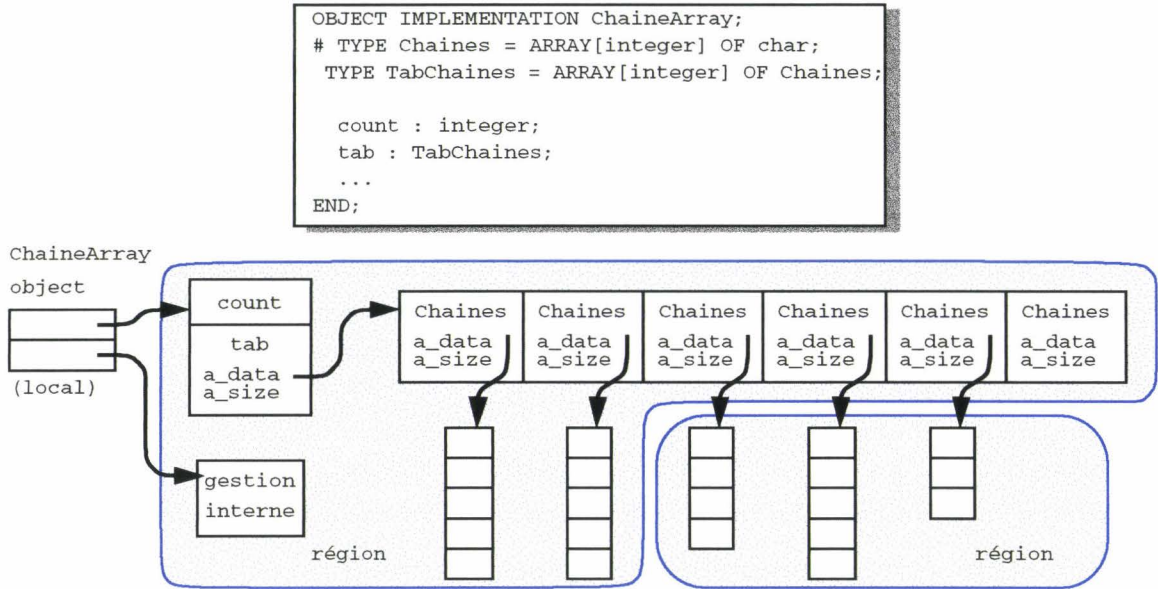 OBJECT IMPLEMENTATION ChaineArray;
# TYPE Chaines = ARRAY[integer] OF char;
TYPE TabChaines = ARRAY[integer] OF Chaines;
count : integer;
tab : TabChaines;
...
END;
ChaineArray
object
(local)
count
tab
a_data
a_size
gestion
interne
Chaines Chaines Chaines Chaines Chaines Chaines
a_data a_data a_data a_data a_data a_data
a_size a_size a_size a_size a_size a_size
région
région